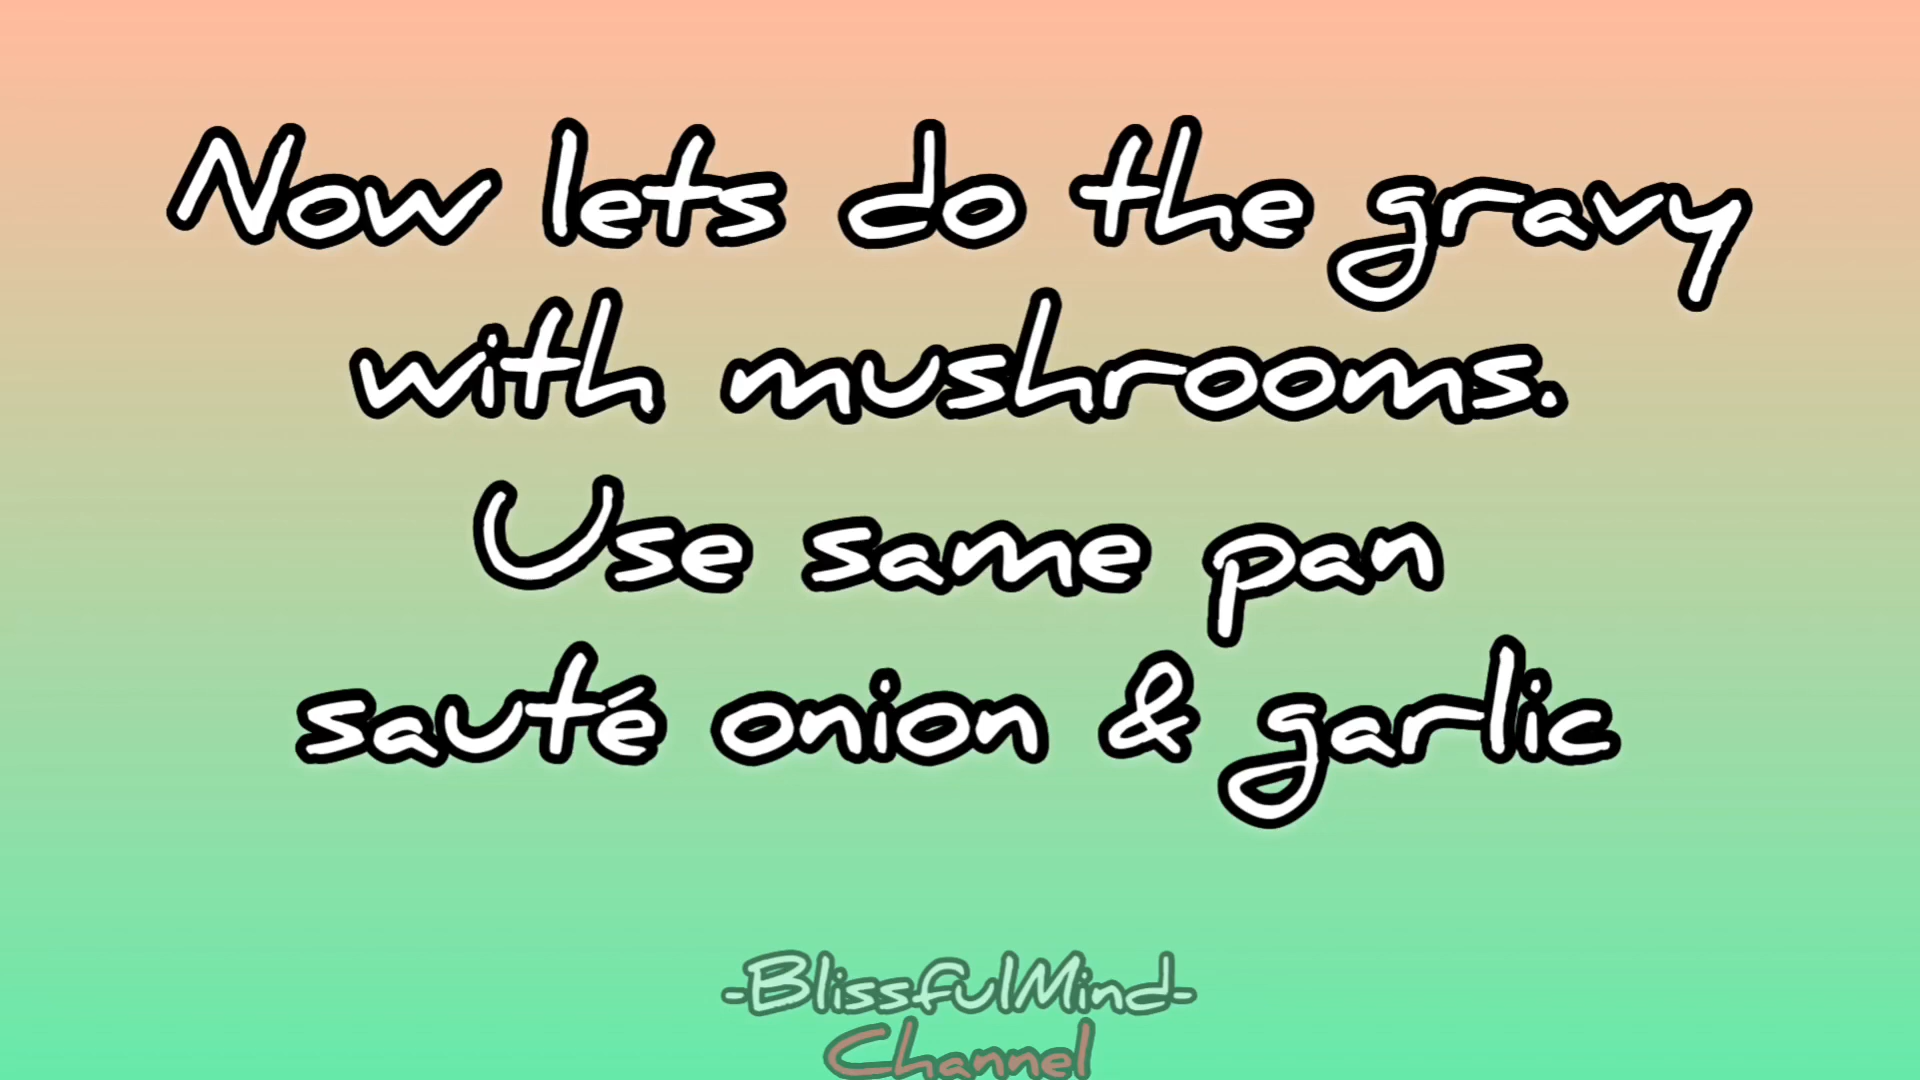 Now lets do the gravy
with mushrooms.
Use same pan
sauté onion & garlic
-BlissfulMind-
Channel